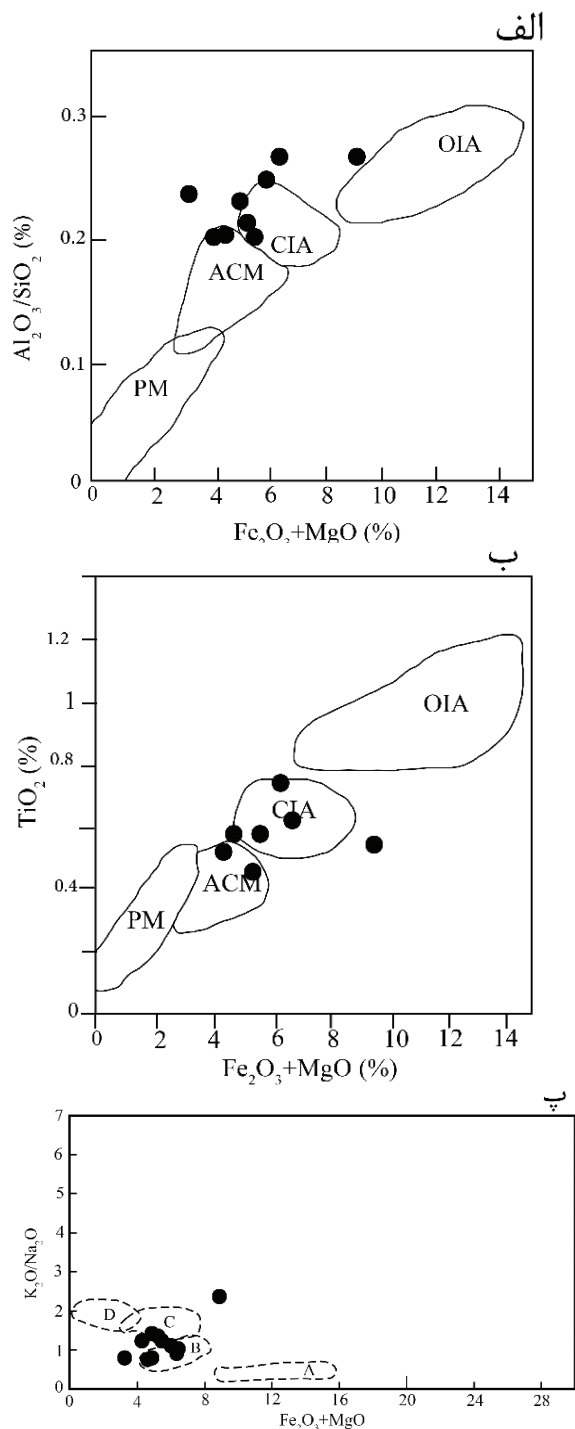 الف
0.3
0.2
0.1
0
Al₂O₃/SiO₂ (%)
OIA
CIA
ACM
PM
0 2 4 6 8 10 12 14
Fe₂O₃+MgO (%)
ب
1.2
1
0.8
0.4
0
TiO₂ (%)
OIA
CIA
ACM
PM
0 2 4 6 8 10 12 14
Fe₂O₃+MgO (%)
پ
7
6
5
4
3
2
1
0
K₂O/Na₂O
D
C
B
A
0 4 8 12 16 20 24 28
Fe₂O₃+MgO